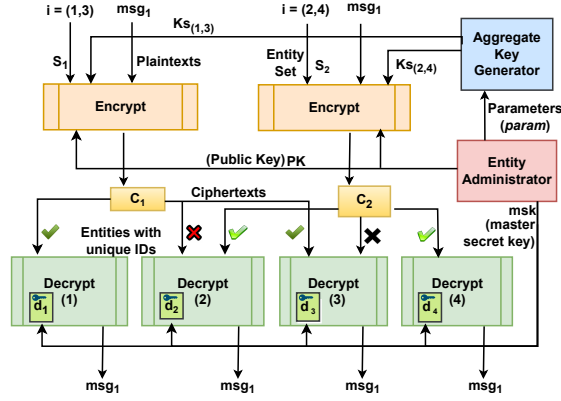 i = (1,3)
msg1
i = (2,4)
msg1
Ks(1,3)
Aggregate
Key
Generator
S1
Plaintexts
Entity
Set
S2
Ks(2,4)
Encrypt
Encrypt
Parameters
(param)
(Public Key) PK
Entity
Administrator
C1
Ciphertexts
C2
msk
(master
secret key)
Entities with
unique IDs
Decrypt
(1)
d1
Decrypt
(2)
d2
Decrypt
(3)
d3
Decrypt
(4)
d4
msg1
msg1
msg1
msg1